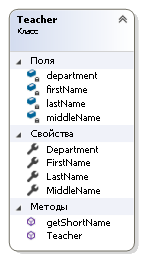 Teacher
Класс
Поля
department
firstName
lastName
middleName
Свойства
Department
FirstName
LastName
MiddleName
Методы
getShortName
Teacher